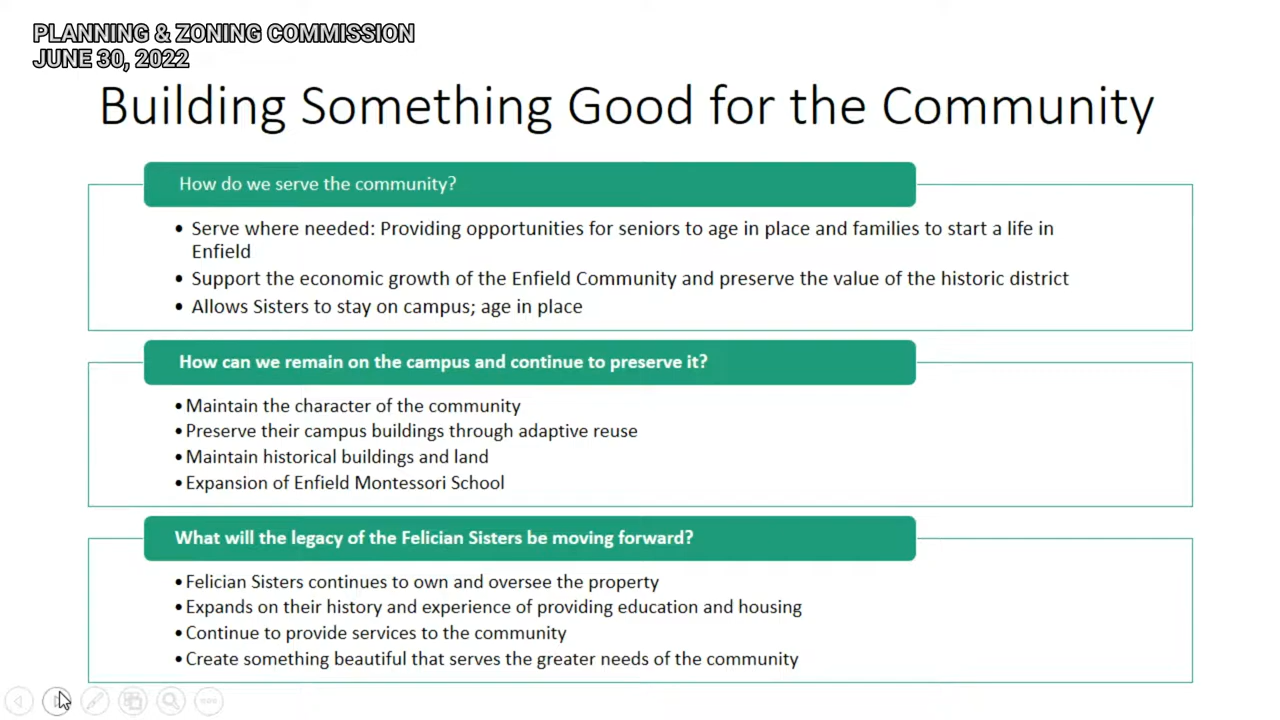 PLANNING & ZONING COMMISSION
JUNE 30, 2022
Building Something Good for the Community
How do we serve the community?
• Serve where needed: Providing opportunities for seniors to age in place and families to start a life in
Enfield
• Support the economic growth of the Enfield Community and preserve the value of the historic district
• Allows Sisters to stay on campus; age in place
How can we remain on the campus and continue to preserve it?
• Maintain the character of the community
• Preserve their campus buildings through adaptive reuse
• Maintain historical buildings and land
• Expansion of Enfield Montessori School
What will the legacy of the Felician Sisters be moving forward?
• Felician Sisters continues to own and oversee the property
• Expands on their history and experience of providing education and housing
• Continue to provide services to the community
• Create something beautiful that serves the greater needs of the community